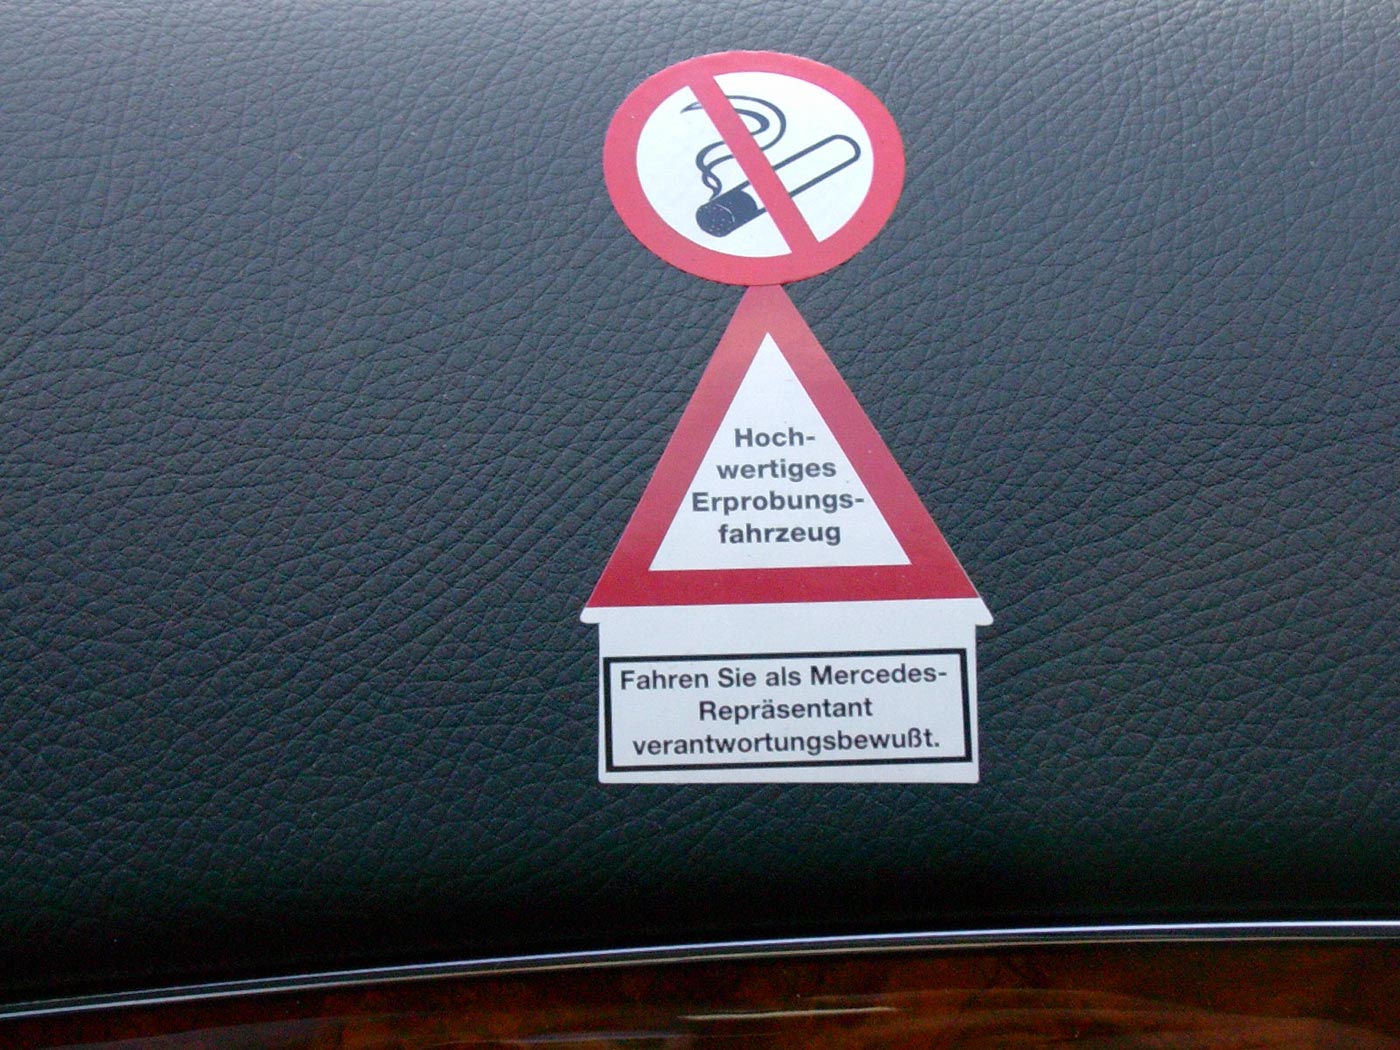 Hoch-
wertiges
Erprobungs-
fahrzeug
Fahren Sie als Mercedes-
Repräsentant
verantwortungsbewußt.